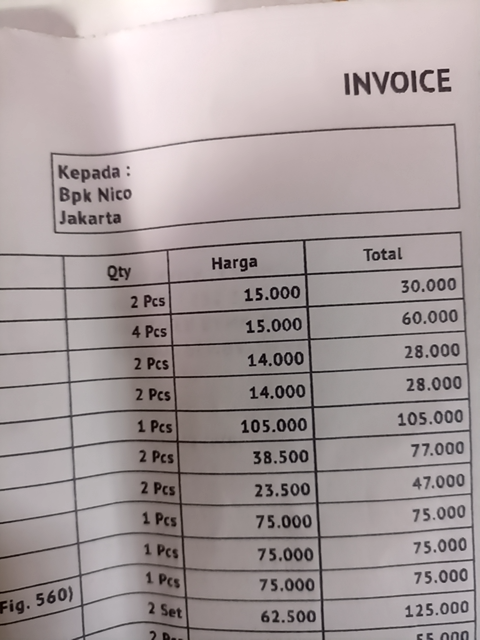 INVOICE
Kepada :
Bpk Nico
Jakarta
Qty Harga Total
2 Pcs 15.000 30.000
4 Pcs 15.000 60.000
2 Pcs 14.000 28.000
2 Pcs 14.000 28.000
1 Pcs 105.000 105.000
2 Pcs 38.500 77.000
2 Pcs 23.500 47.000
1 Pcs 75.000 75.000
1 Pcs 75.000 75.000
1 Pcs 75.000 75.000
Fig. 560) 2 Set 62.500 125.000
2 55.000